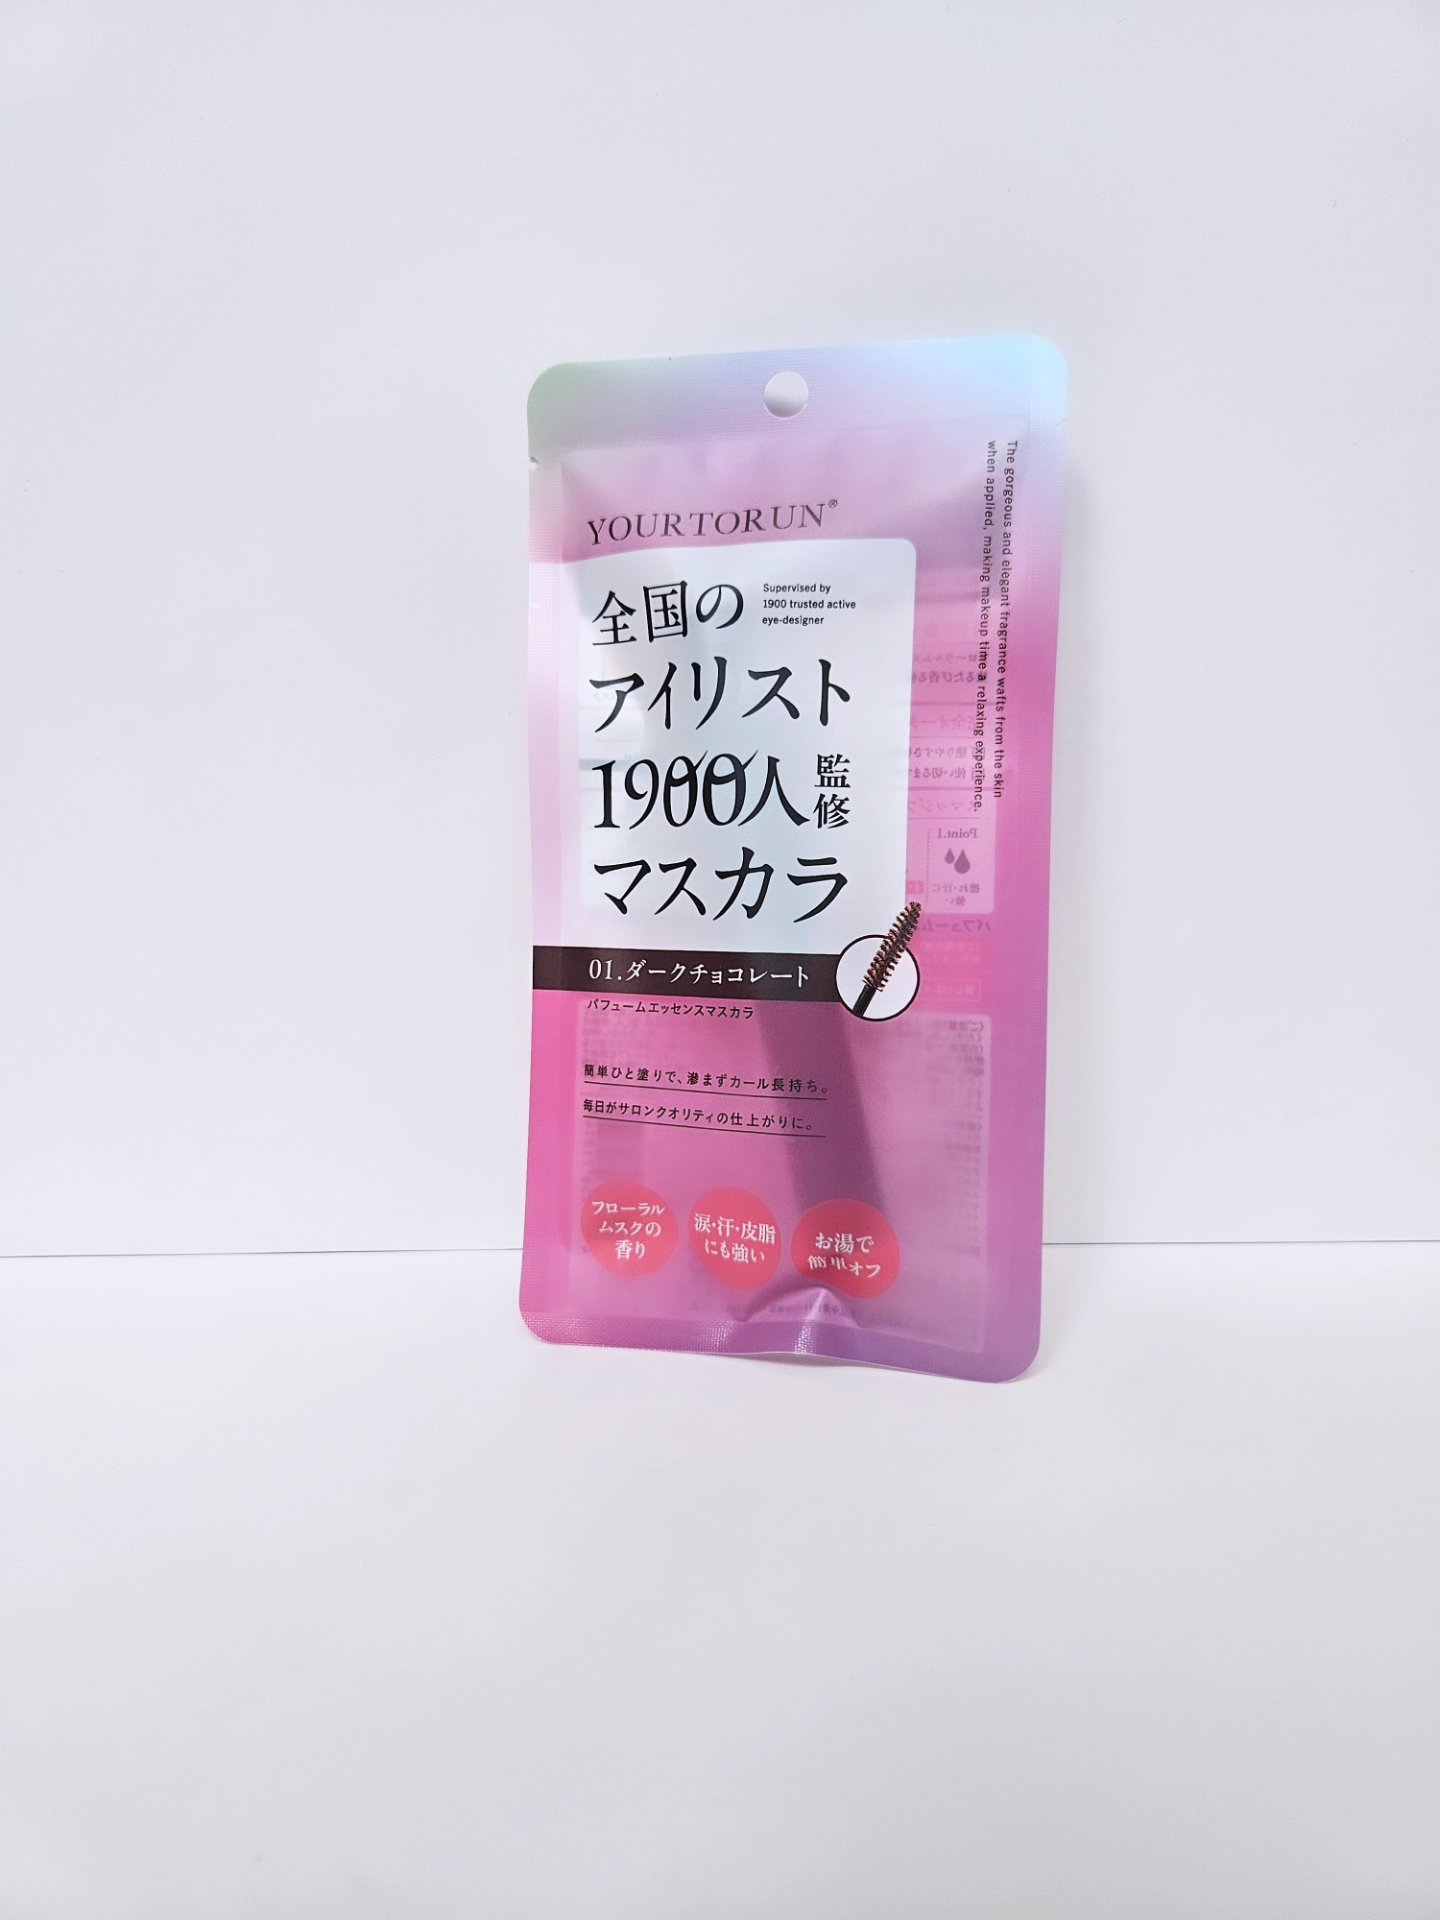 YOURTORUN®
全国の
Supervised by
1900 trusted active
eye-designer
アイリスト
1900人監修
マスカラ
01.ダークチョコレート
パフュームエッセンスマスカラ
簡単ひと塗りで、滲まずカール長持ち。
毎日がサロンクオリティの仕上がりに。
フローラル
ムスクの
香り
涙・汗・皮脂
にも強い
お湯で
簡単オフ
The gorgeous and elegant fragrance wafts from the skin
when applied, making makeup time a relaxing experience.
Point.1